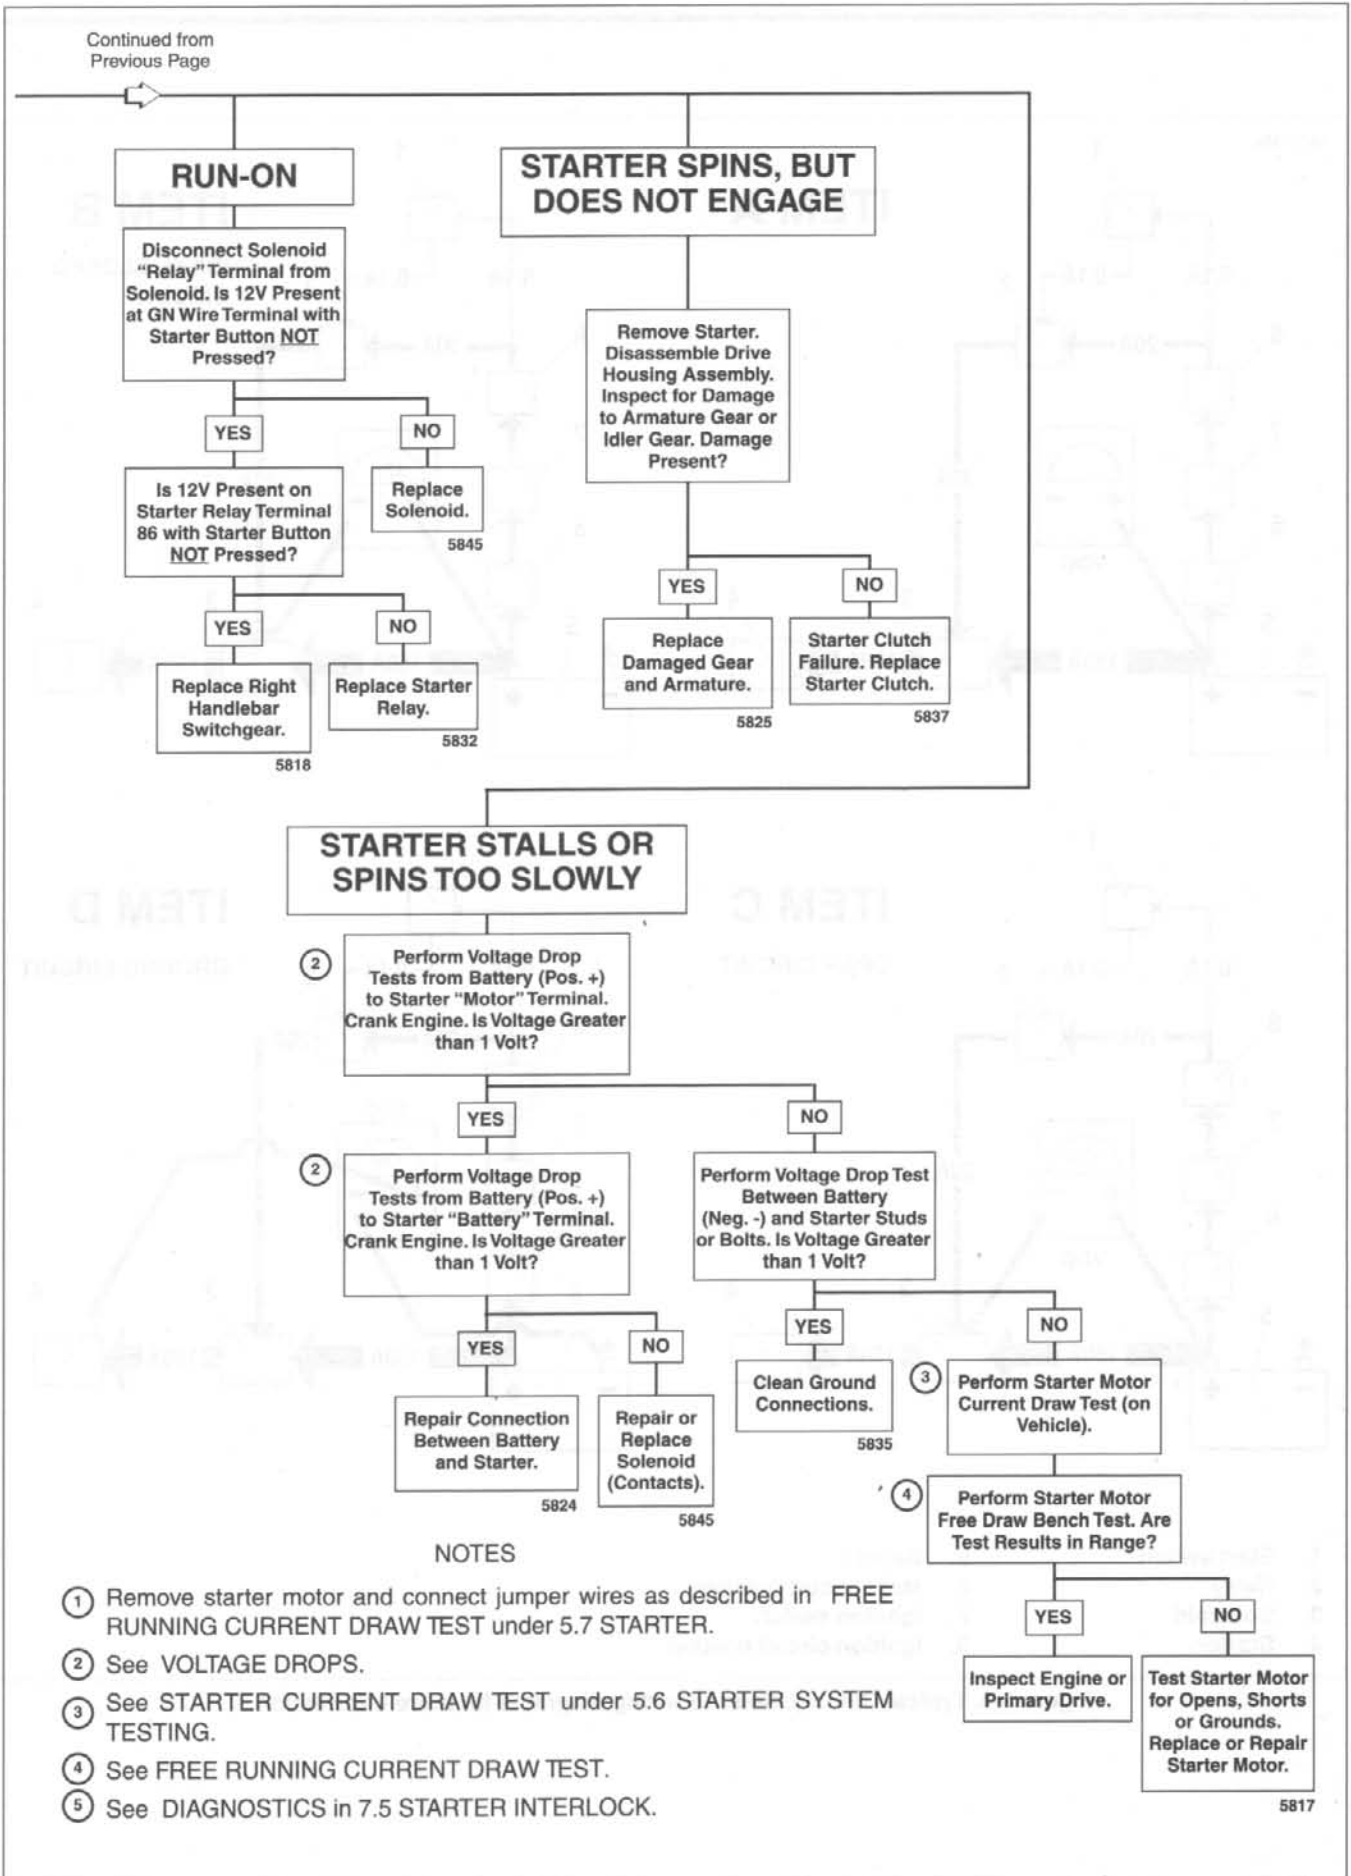 Continued from
Previous Page
RUN-ON
Disconnect Solenoid
“Relay” Terminal from
Solenoid. Is 12V Present
at GN Wire Terminal with
Starter Button NOT
Pressed?
YES
NO
Is 12V Present on
Starter Relay Terminal
86 with Starter Button
NOT Pressed?
Replace
Solenoid.
5845
YES
NO
Replace Right
Handlebar
Switchgear.
5818
Replace Starter
Relay.
5832
STARTER SPINS, BUT
DOES NOT ENGAGE
Remove Starter.
Disassemble Drive
Housing Assembly.
Inspect for Damage
to Armature Gear or
Idler Gear. Damage
Present?
YES
NO
Replace
Damaged Gear
and Armature.
5825
Starter Clutch
Failure. Replace
Starter Clutch.
5837
STARTER STALLS OR
SPINS TOO SLOWLY
2
Perform Voltage Drop
Tests from Battery (Pos. +)
to Starter “Motor” Terminal.
Crank Engine. Is Voltage Greater
than 1 Volt?
YES
NO
2
Perform Voltage Drop
Tests from Battery (Pos. +)
to Starter “Battery” Terminal.
Crank Engine. Is Voltage Greater
than 1 Volt?
Perform Voltage Drop Test
Between Battery
(Neg. -) and Starter Studs
or Bolts. Is Voltage Greater
than 1 Volt?
YES
NO
YES
NO
Repair Connection
Between Battery
and Starter.
5824
Repair or
Replace
Solenoid
(Contacts).
5845
Clean Ground
Connections.
5835
3
Perform Starter Motor
Current Draw Test (on
Vehicle).
4
Perform Starter Motor
Free Draw Bench Test. Are
Test Results in Range?
YES
NO
Inspect Engine or
Primary Drive.
Test Starter Motor
for Opens, Shorts
or Grounds.
Replace or Repair
Starter Motor.
5817
NOTES
1 Remove starter motor and connect jumper wires as described in FREE
RUNNING CURRENT DRAW TEST under 5.7 STARTER.
2 See VOLTAGE DROPS.
3 See STARTER CURRENT DRAW TEST under 5.6 STARTER SYSTEM
TESTING.
4 See FREE RUNNING CURRENT DRAW TEST.
5 See DIAGNOSTICS in 7.5 STARTER INTERLOCK.
ITEM A
ITEM B
ITEM C
ITEM D